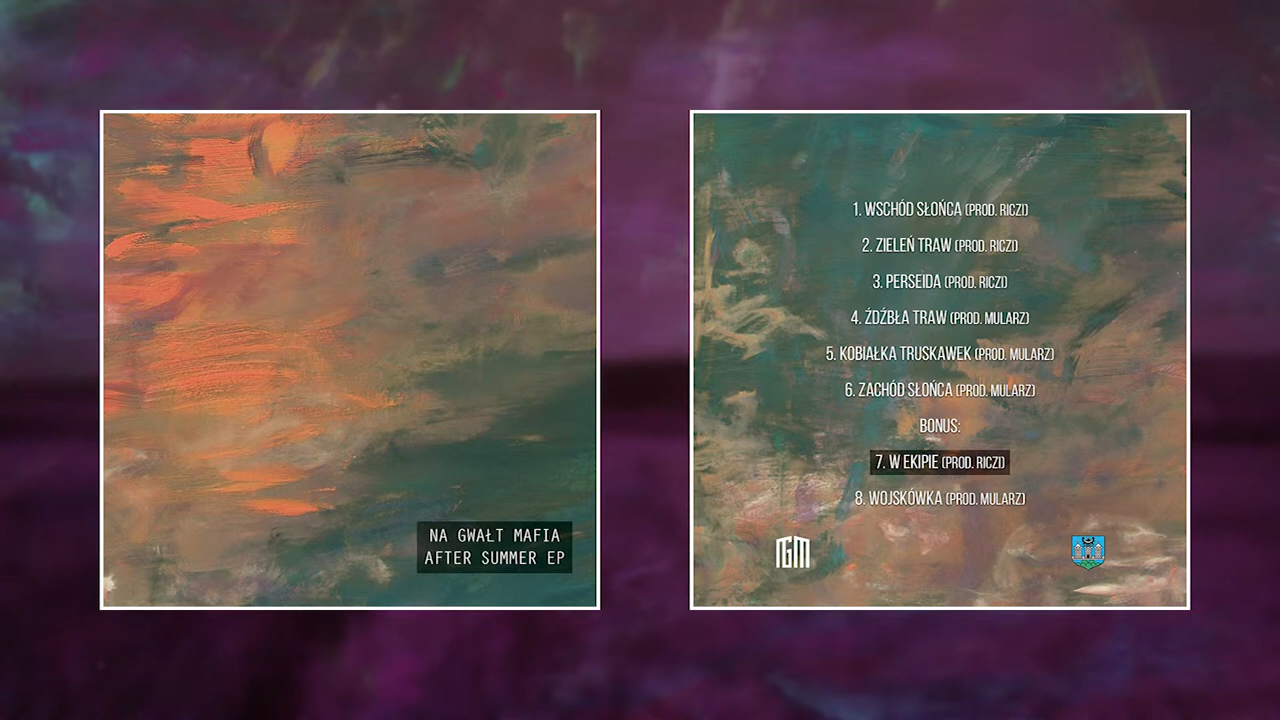 NA GWAŁT MAFIA
AFTER SUMMER EP
1. WSCHÓD SŁOŃCA (PROD. RICZI)
2. ZIELEŃ TRAW (PROD. RICZI)
3. PERSEIDA (PROD. RICZI)
4. ŹDŹBŁA TRAW (PROD. MULARZ)
5. KOBIAŁKA TRUSKAWEK (PROD. MULARZ)
6. ZACHÓD SŁOŃCA (PROD. MULARZ)
BONUS:
7. W EKIPIE (PROD. RICZI)
8. WOJSKÓWKA (PROD. MULARZ)
NGM